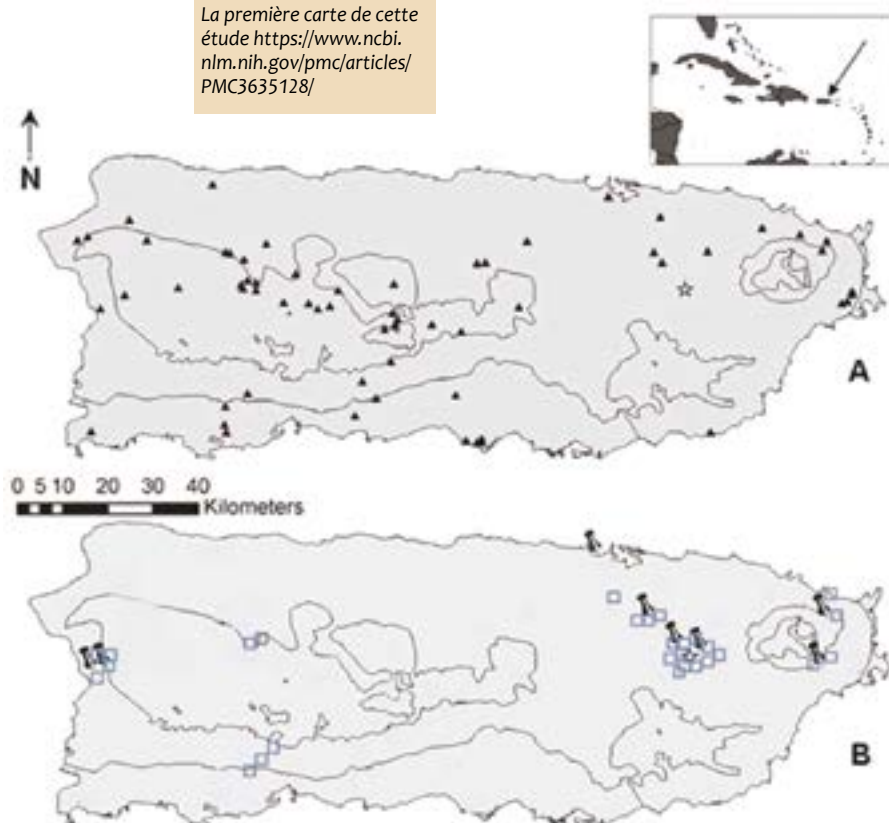 La première carte de cette
étude https://www.ncbi.
nlm.nih.gov/pmc/articles/
PMC3635128/
N
A
0 5 10 20 30 40
Kilometers
B